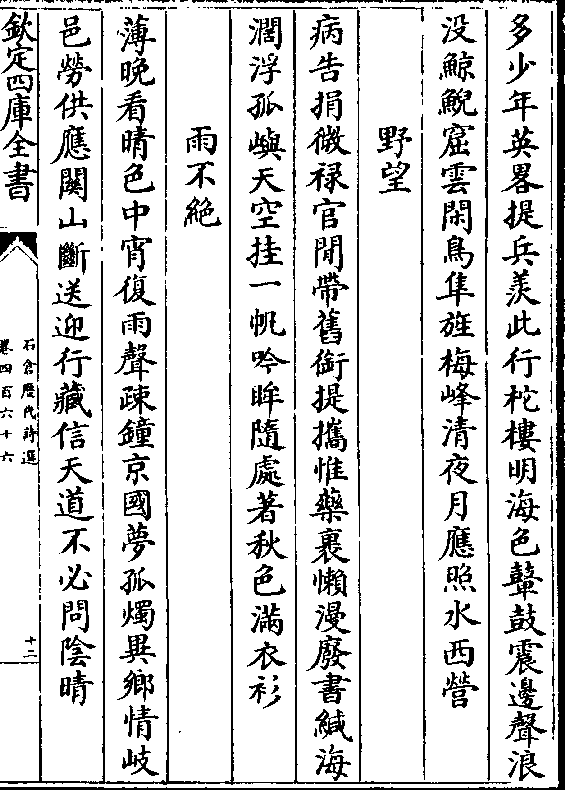 多少年英畧提兵羡此行柁樓明海色鼙鼓震邊聲浪
没鯨鯢窟雲閑鳥隼旌梅峰清夜月應照水西營
野望
病告捐微禄官閒帶舊銜提攜惟藥裹懶漫廢書緘海
濶浮孤嶼天空挂一帆吟眸隨處著秋色滿衣衫
雨不絶
薄晚看晴色中宵復雨聲疎鐘京國夢孤燭異鄉情岐
邑勞供應闗山斷送迎行藏信天道不必問陰晴
欽定四庫全書
石倉歷代詩選
卷四百六十六
十二